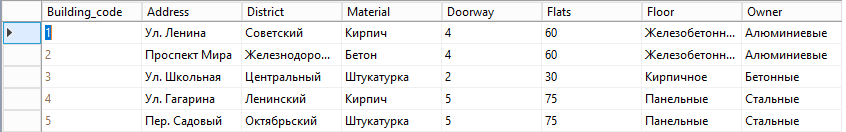 Building_code Address District Material Doorway Flats Floor Owner
1 Ул. Ленина Советский Кирпич 4 60 Железобетонн... Алюминиевые
2 Проспект Мира Железнодоро... Бетон 4 60 Железобетонн... Алюминиевые
3 Ул. Школьная Центральный Штукатурка 2 30 Кирпичное Бетонные
4 Ул. Гагарина Ленинский Кирпич 5 75 Панельные Стальные
5 Пер. Садовый Октябрьский Штукатурка 5 75 Панельные Стальные